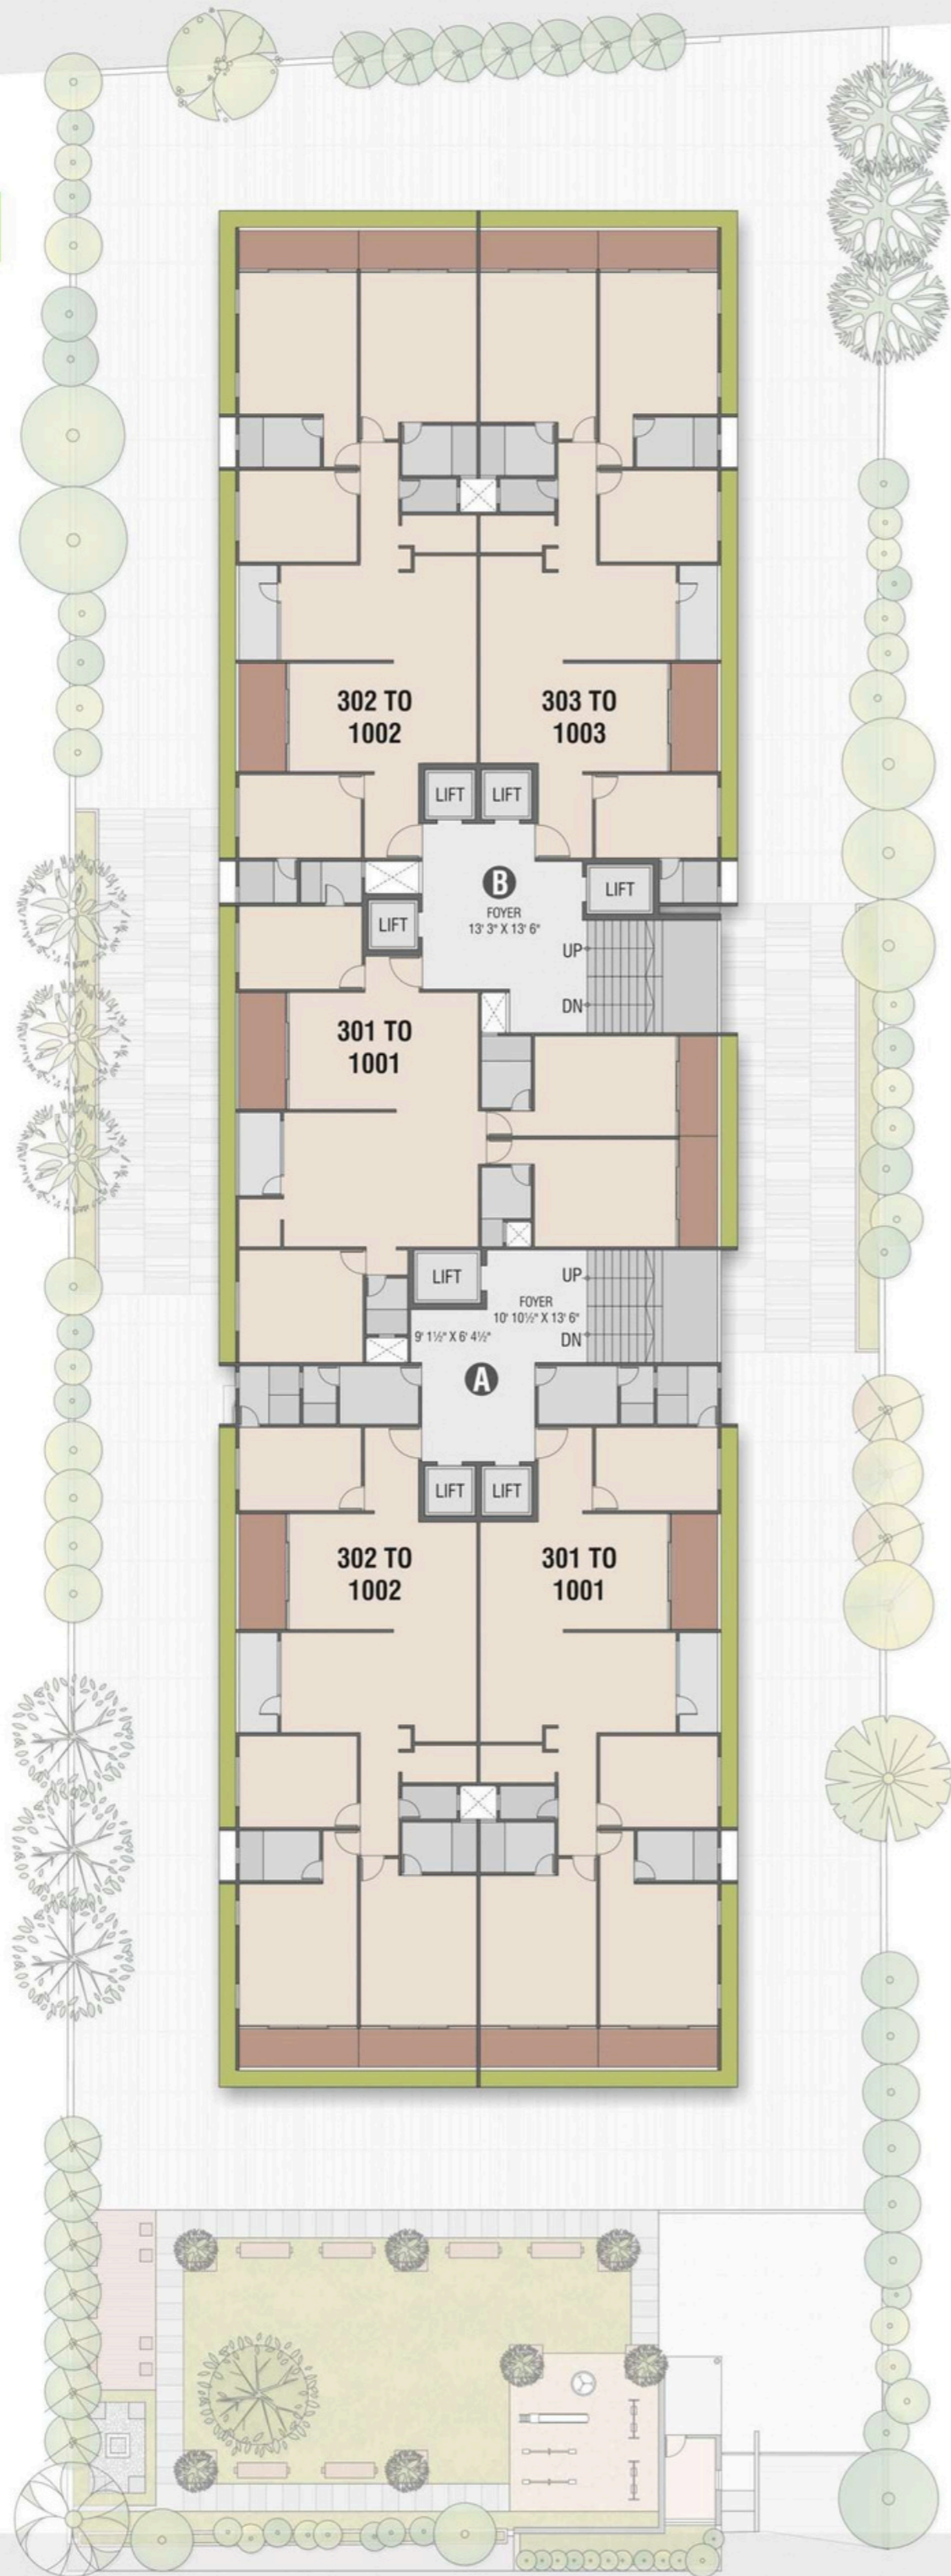 302 TO
1002
303 TO
1003
LIFT
LIFT
B
FOYER
13' 3" X 13' 6"
LIFT
LIFT
UP
DN
301 TO
1001
LIFT
UP
FOYER
10' 10½" X 13' 6"
9' 1½" X 6' 4½"
DN
A
LIFT
LIFT
302 TO
1002
301 TO
1001